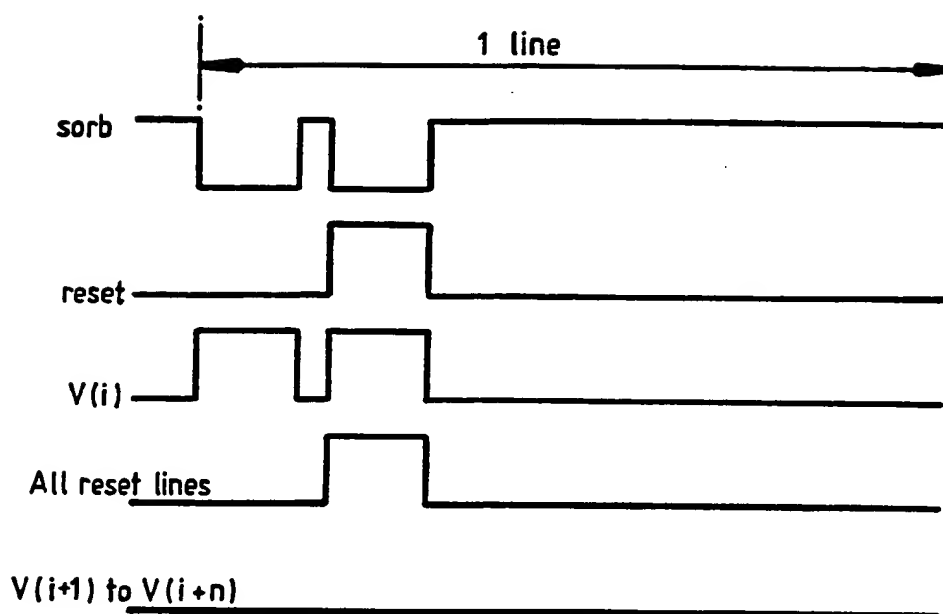 1 line
sorb
reset
V(i)
All reset lines
V(i+1) to V(i+n)